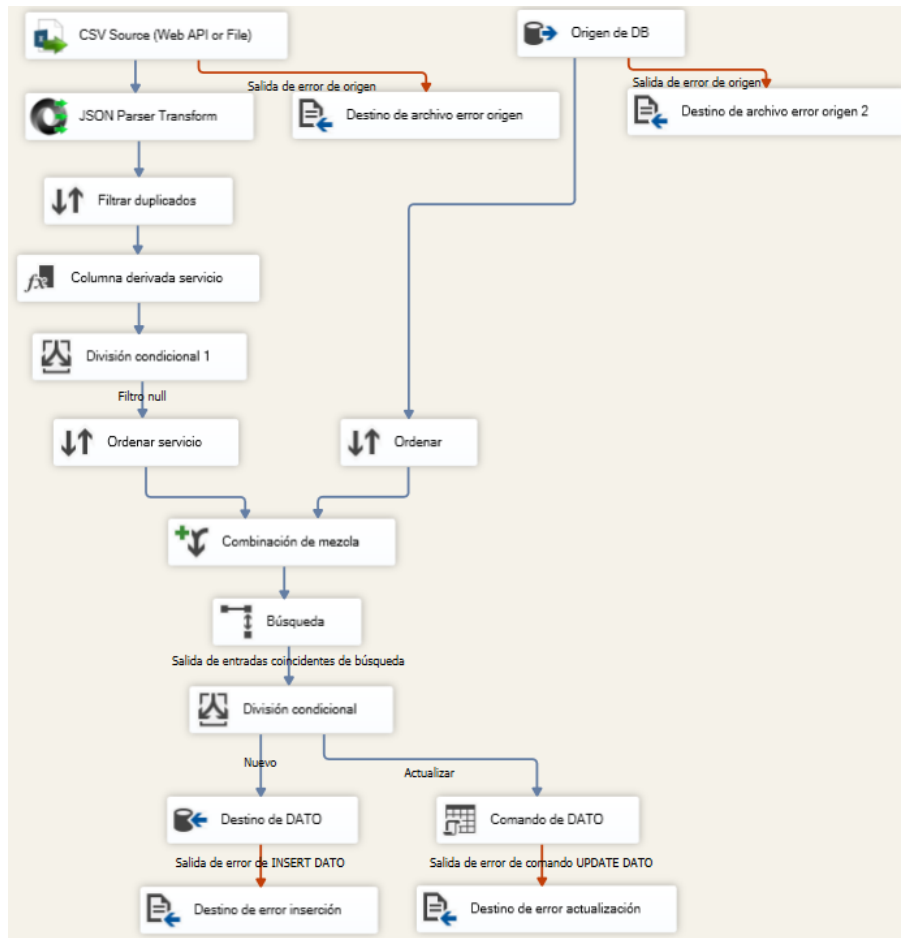 CSV Source (Web API or File)
Origen de DB
Salida de error de origen
Salida de error de origen
JSON Parser Transform
Destino de archivo error origen
Destino de archivo error origen 2
Filtrar duplicados
Columna derivada servicio
División condicional 1
Filtro null
Ordenar servicio
Ordenar
Combinación de mezcla
Búsqueda
Salida de entradas coincidentes de búsqueda
División condicional
Nuevo
Actualizar
Destino de DATO
Comando de DATO
Salida de error de INSERT DATO
Salida de error de comando UPDATE DATO
Destino de error inserción
Destino de error actualización